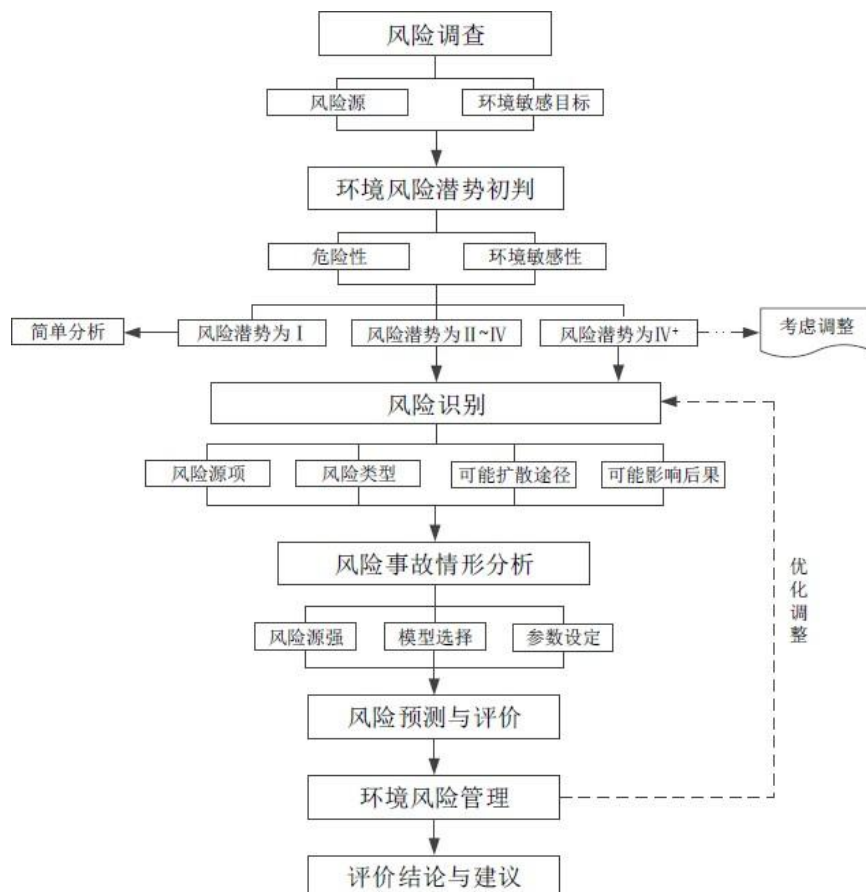 风险调查
风险源
环境敏感目标
环境风险潜势初判
危险性
环境敏感性
简单分析
风险潜势为Ⅰ
风险潜势为Ⅱ~Ⅳ
风险潜势为Ⅳ⁺
考虑调整
风险识别
风险源项
风险类型
可能扩散途径
可能影响后果
风险事故情形分析
优化调整
风险源强
模型选择
参数设定
风险预测与评价
环境风险管理
评价结论与建议